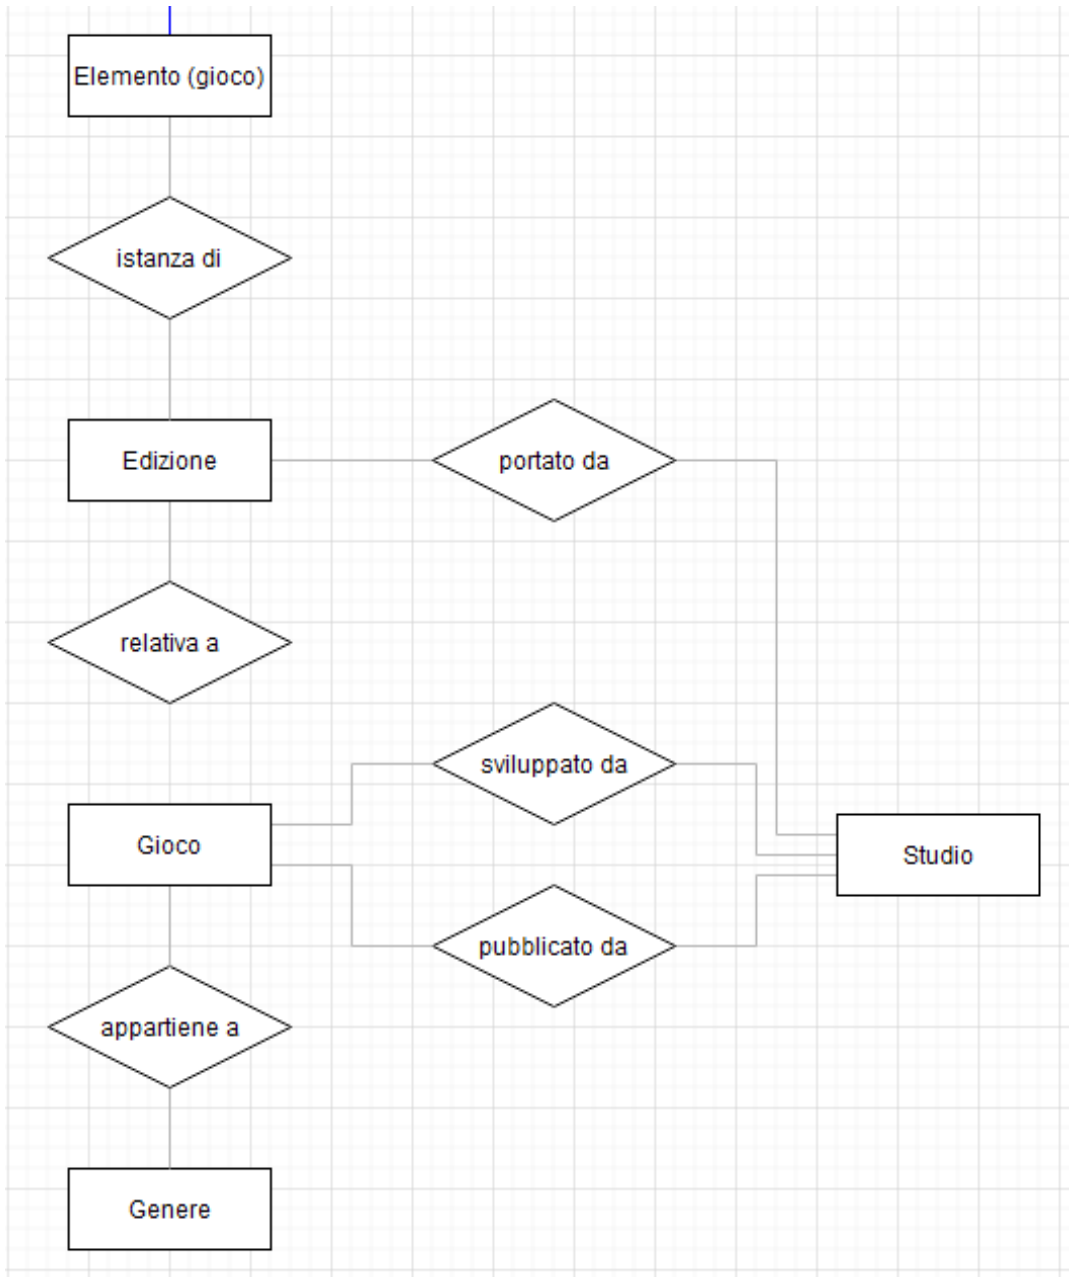 Elemento (gioco)
istanza di
Edizione
portato da
relativa a
sviluppato da
Gioco
Studio
pubblicato da
appartiene a
Genere